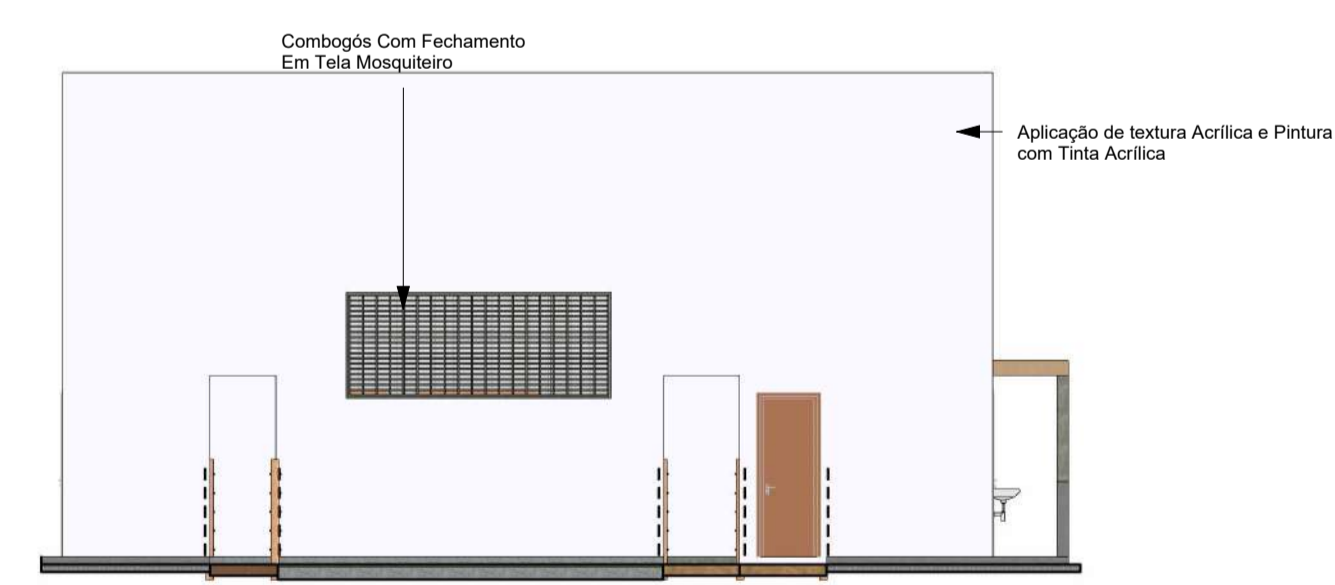 Combogós Com Fechamento
Em Tela Mosquiteiro
Aplicação de textura Acrílica e Pintura
com Tinta Acrílica